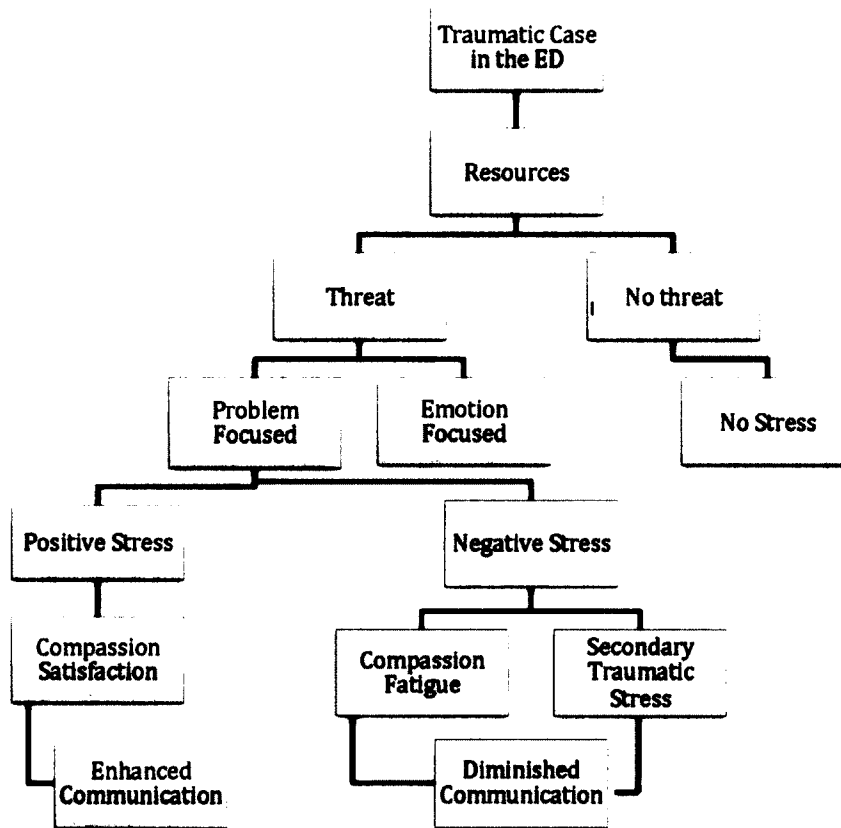 Traumatic Case
in the ED
Resources
Threat
No threat
Problem
Focused
Emotion
Focused
No Stress
Positive Stress
Negative Stress
Compassion
Satisfaction
Compassion
Fatigue
Secondary
Traumatic
Stress
Enhanced
Communication
Diminished
Communication